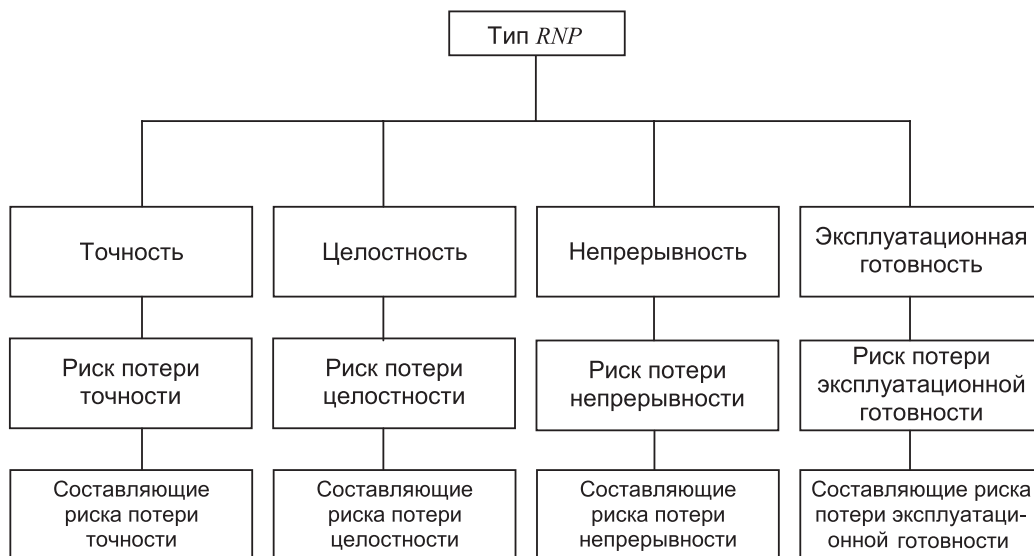 Тип RNP
Точность
Целостность
Непрерывность
Эксплуатационная
готовность
Риск потери
точности
Риск потери
целостности
Риск потери
непрерывности
Риск потери
эксплуатационной
готовности
Составляющие
риска потери
точности
Составляющие
риска потери
целостности
Составляющие
риска потери
непрерывности
Составляющие риска
потери эксплуатаци-
онной готовности